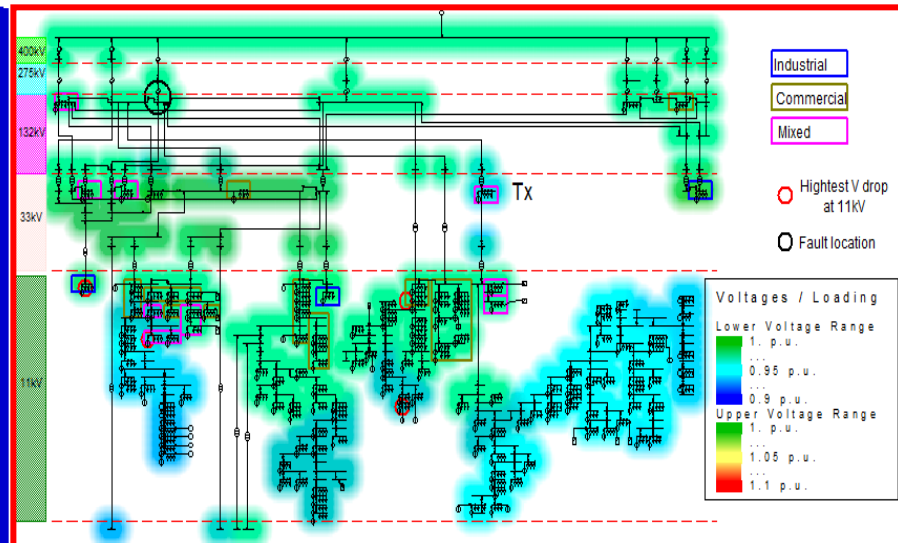 400kV
275kV
132kV
33kV
11kV
Industrial
Commercial
Mixed
Tx
Hightest V drop
at 11kV
Fault location
Voltages / Loading
Lower Voltage Range
1. p.u.
...
0.95 p.u.
...
0.9 p.u.
Upper Voltage Range
1. p.u.
...
1.05 p.u.
...
1.1 p.u.